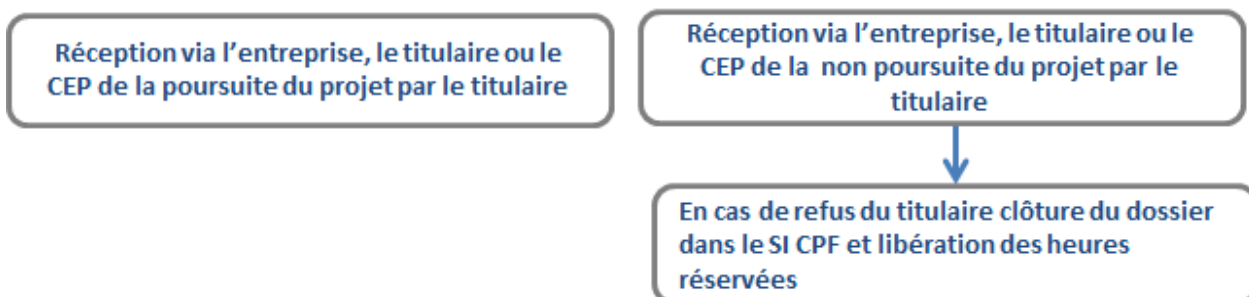 Réception via l'entreprise, le titulaire ou le
CEP de la poursuite du projet par le titulaire
Réception via l'entreprise, le titulaire ou le
CEP de la non poursuite du projet par le
titulaire
En cas de refus du titulaire clôture du dossier
dans le SI CPF et libération des heures
réservées